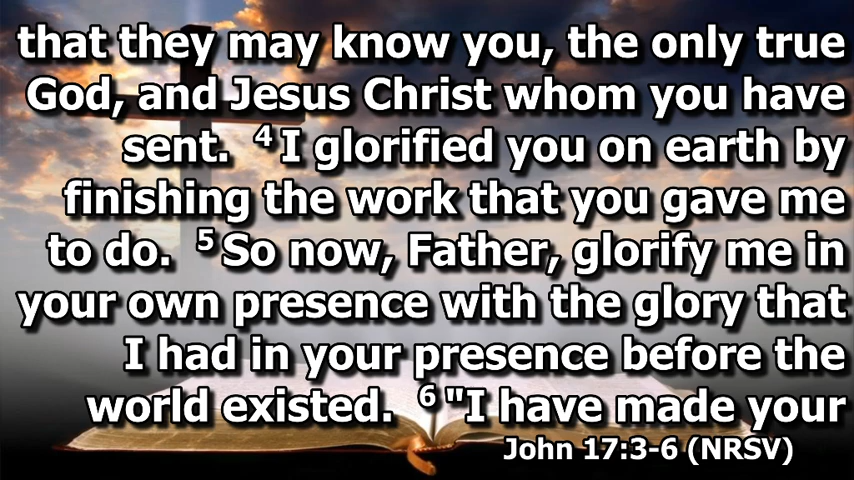 that they may know you, the only true
God, and Jesus Christ whom you have
sent. ⁴I glorified you on earth by
finishing the work that you gave me
to do. ⁵So now, Father, glorify me in
your own presence with the glory that
I had in your presence before the
world existed. ⁶"I have made your
John 17:3-6 (NRSV)